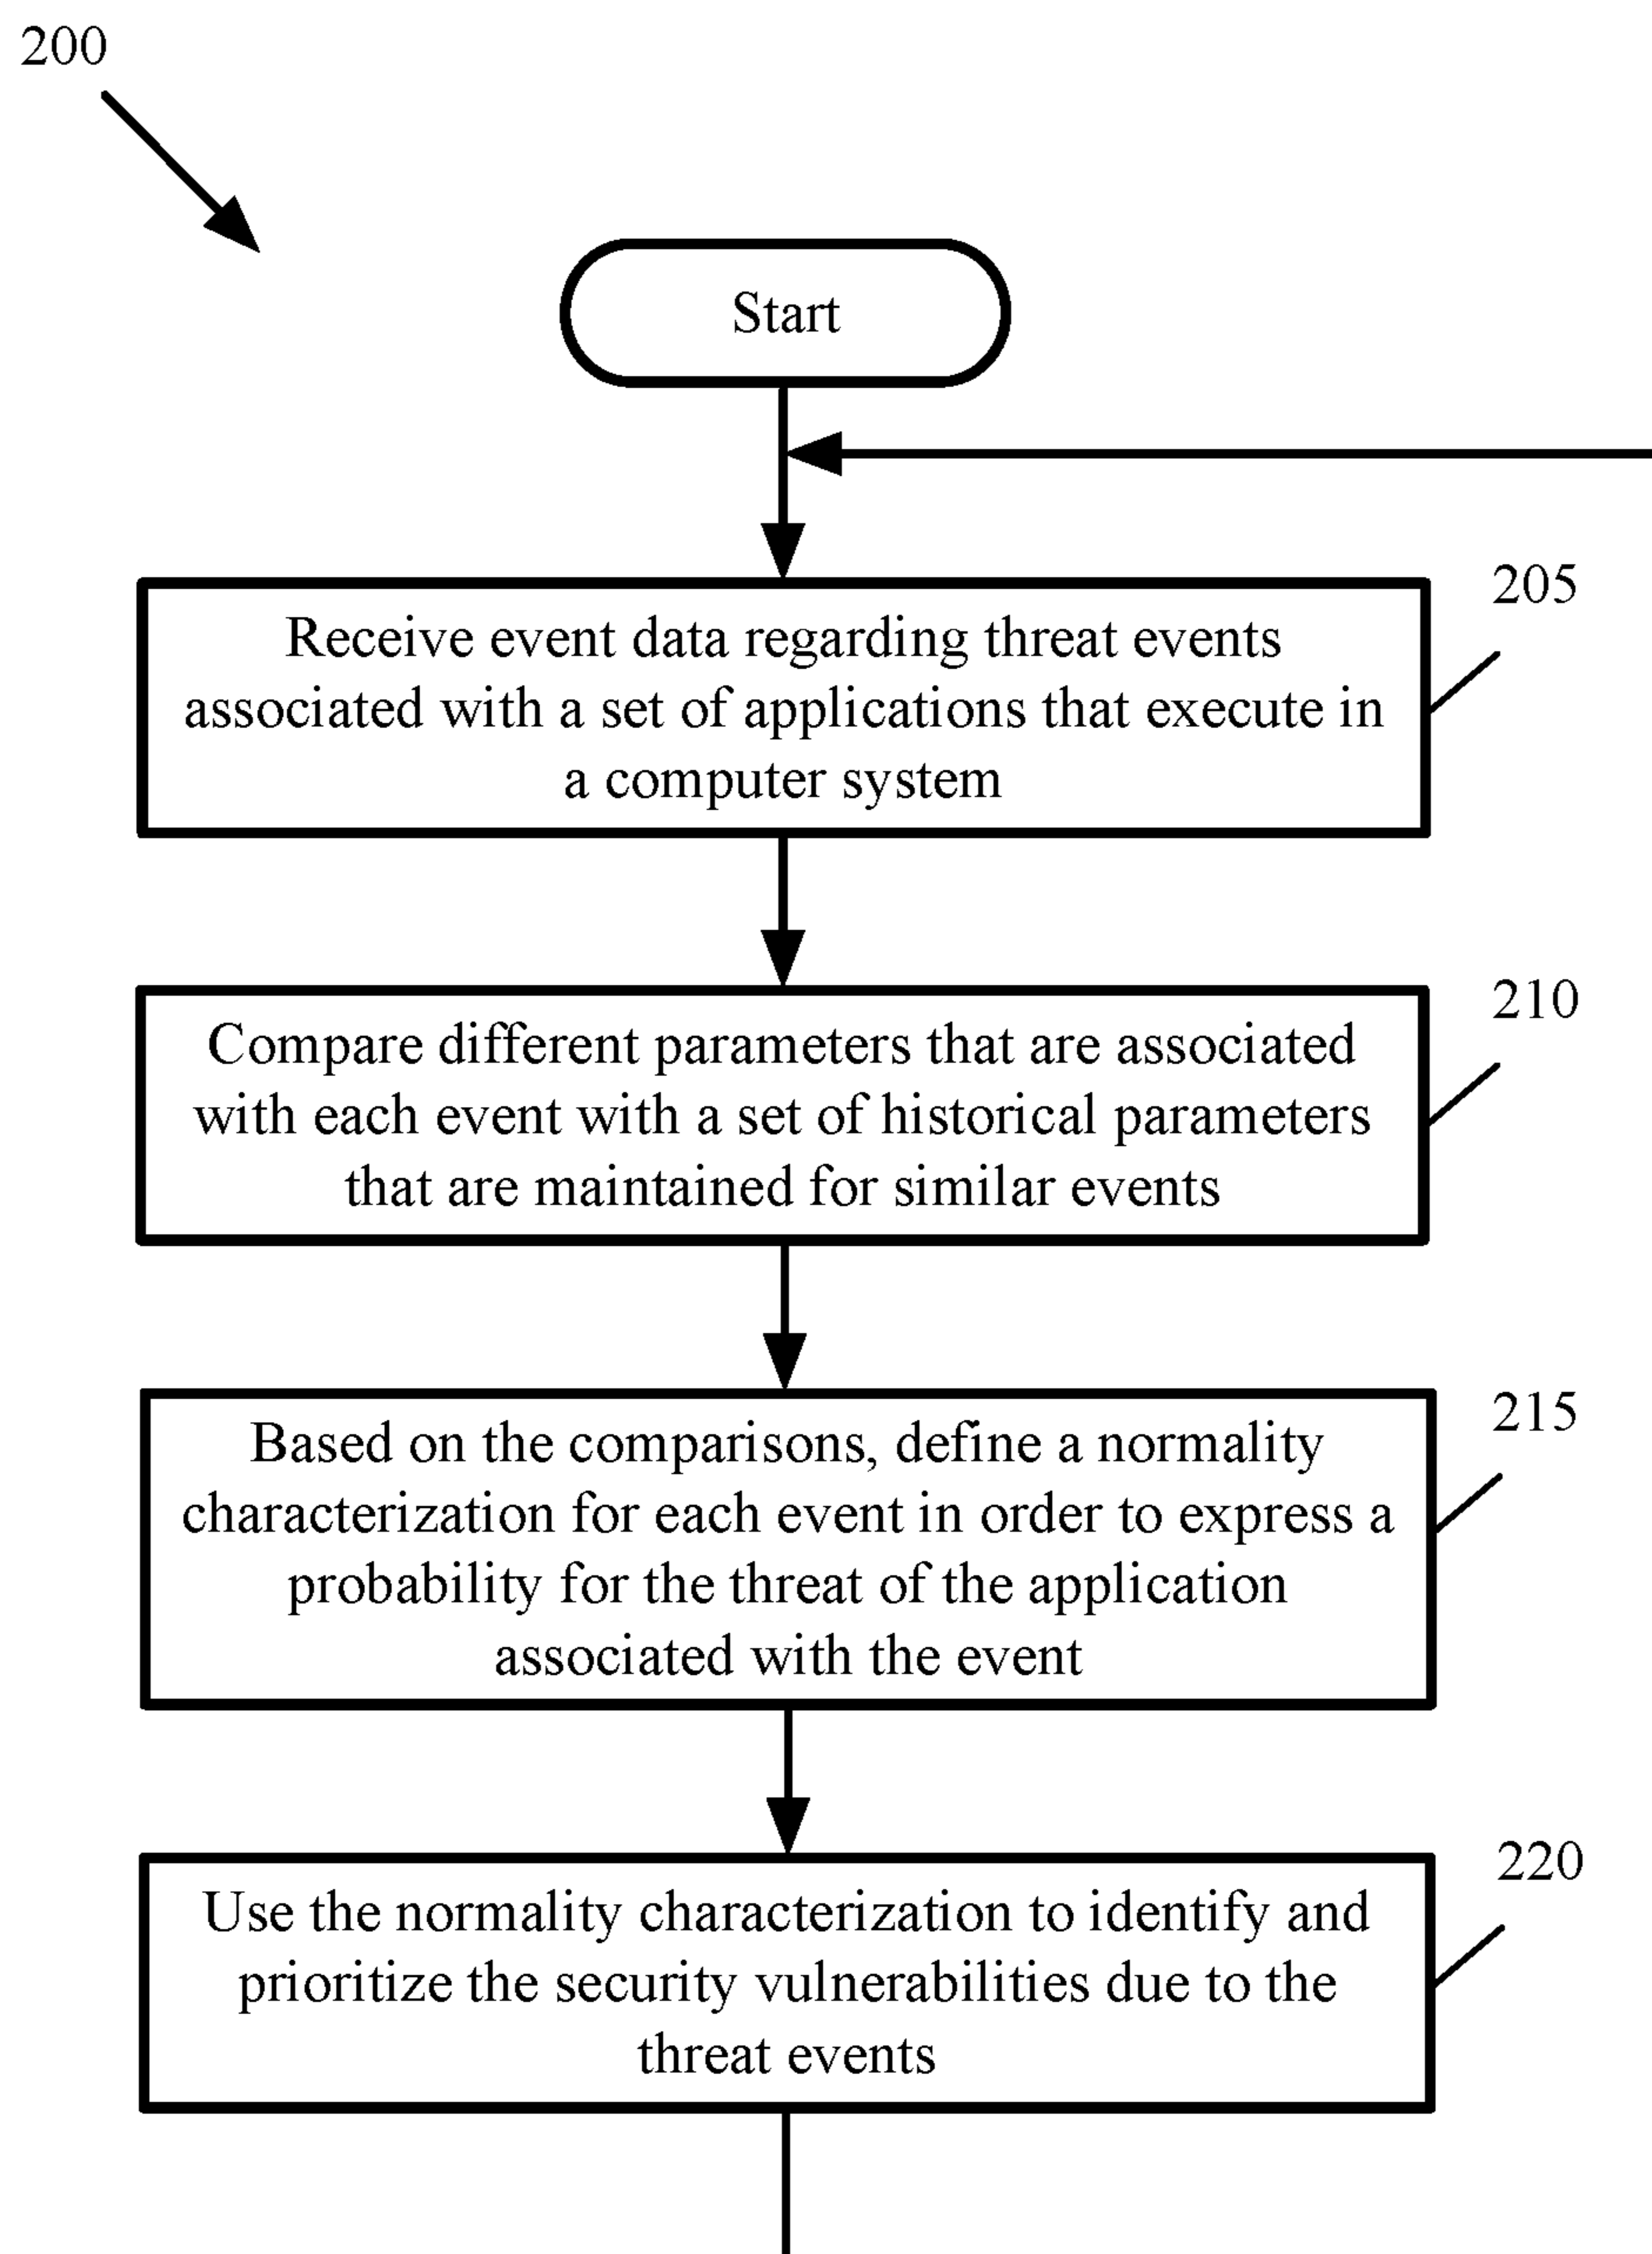 200
Start
205
Receive event data regarding threat events
associated with a set of applications that execute in
a computer system
210
Compare different parameters that are associated
with each event with a set of historical parameters
that are maintained for similar events
215
Based on the comparisons, define a normality
characterization for each event in order to express a
probability for the threat of the application
associated with the event
220
Use the normality characterization to identify and
prioritize the security vulnerabilities due to the
threat events